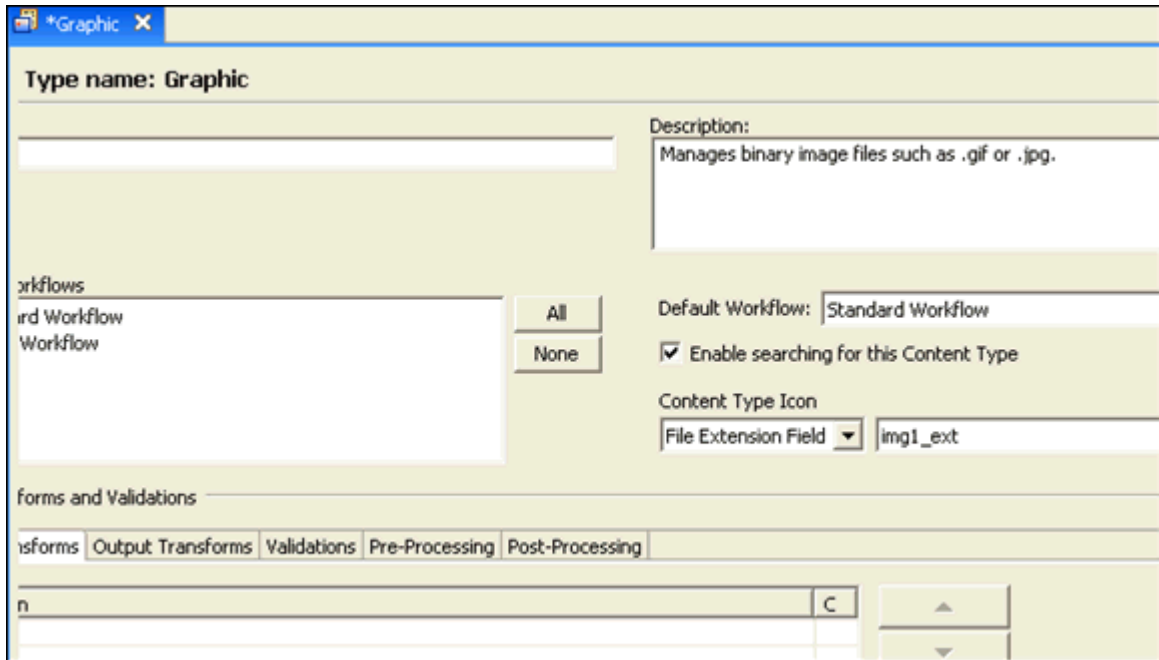 *Graphic
Type name: Graphic
Description:
Manages binary image files such as .gif or .jpg.
orkflows
rd Workflow
Workflow
All
None
Default Workflow: Standard Workflow
Enable searching for this Content Type
Content Type Icon
File Extension Field img1_ext
forms and Validations
nsforms Output Transforms Validations Pre-Processing Post-Processing
n C